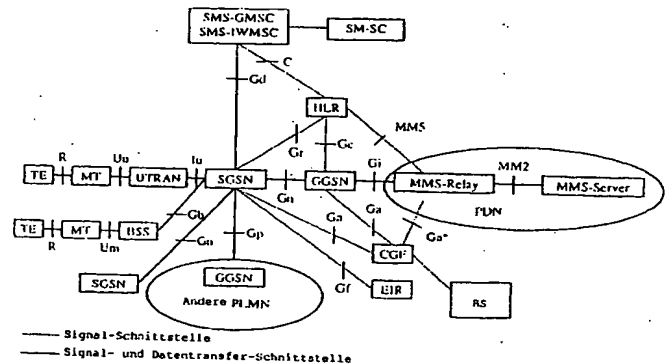 SMS-GMSC
SMS-IWMSC
SM-SC
C
Gd
HLR
MM5
Gr
Gc
R
Uu
Iu
Gi
MM2
TE
MT
UTRAN
SGSN
Gn
GGSN
MMS-Relay
MMS-Server
PDN
Gb
Ga
Ga
Ga*
TE
R
MT
Um
BSS
Gn
Gp
CGF
SGSN
GGSN
Gf
EIR
BS
Andere PLMN
Signal-Schnittstelle
Signal- und Datentransfer-Schnittstelle